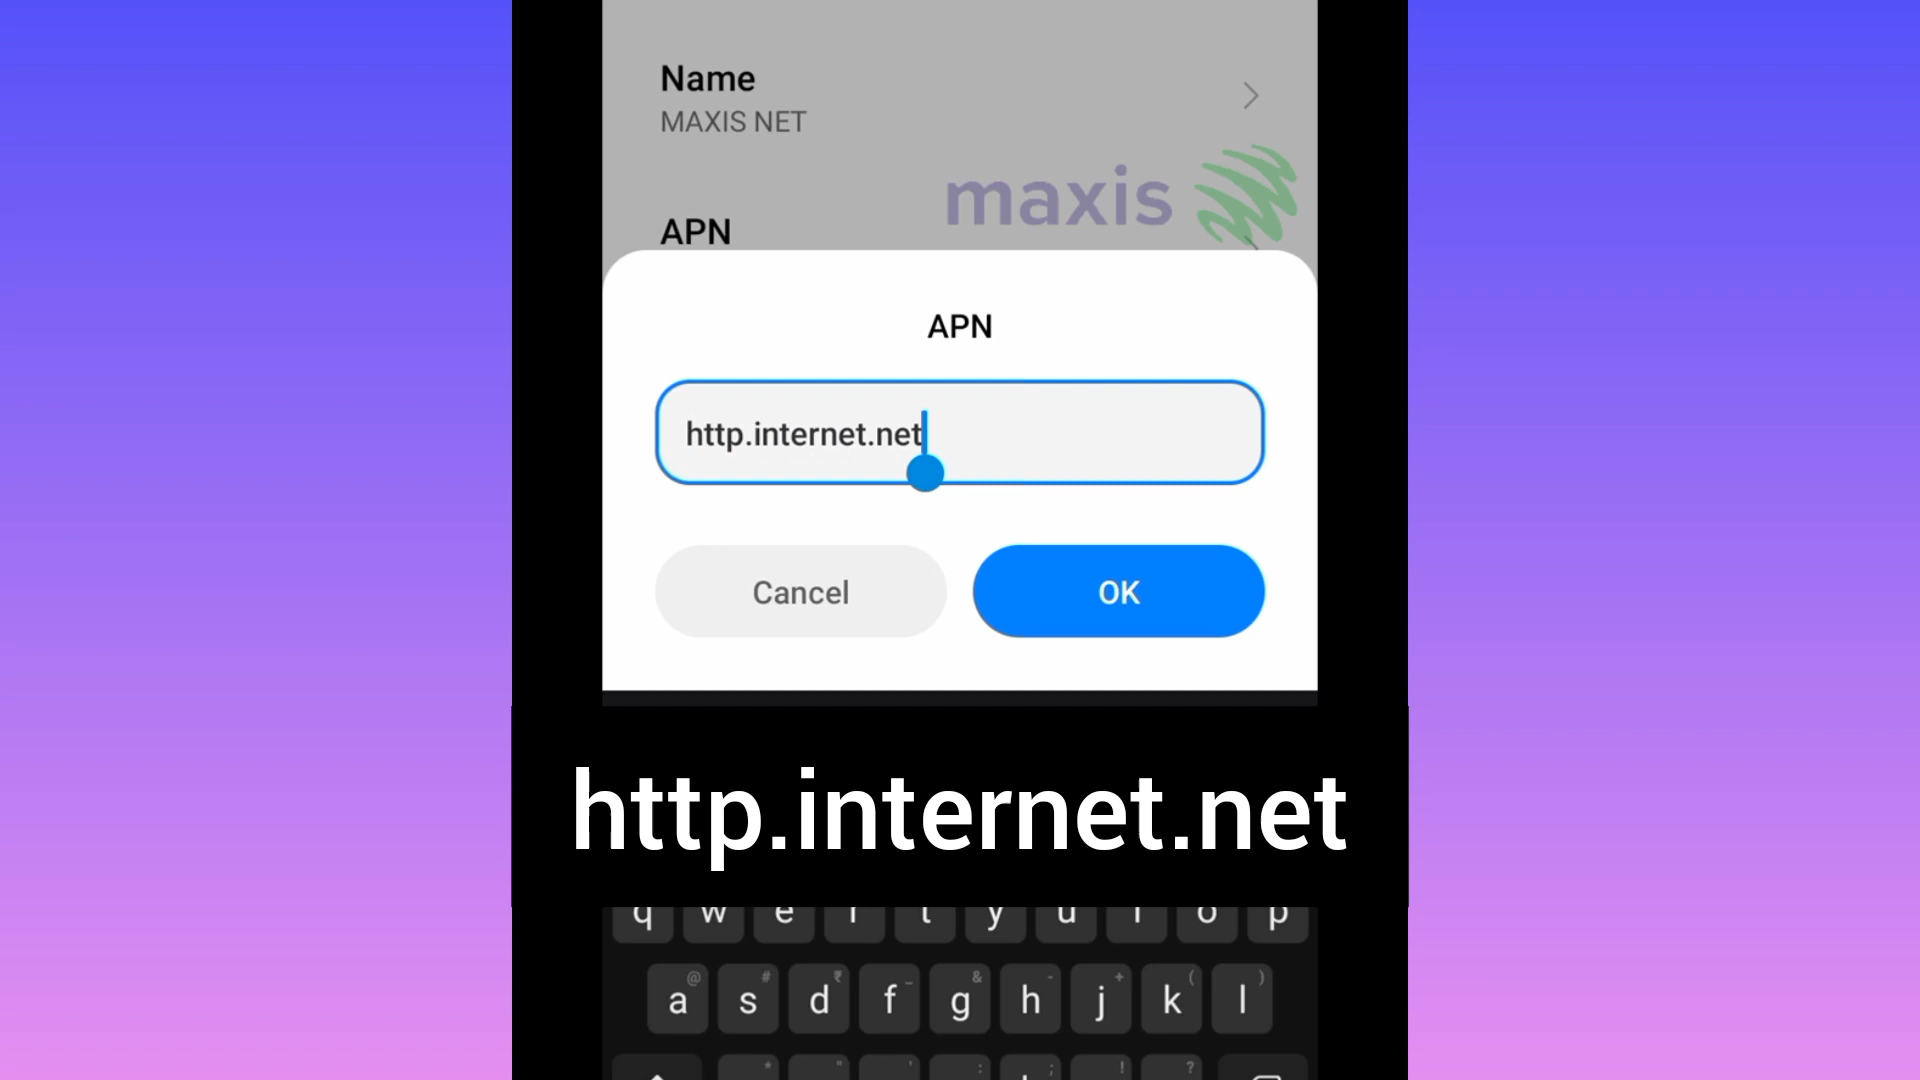 Name
MAXIS NET
maxis
APN
APN
http.internet.net
Cancel
OK
http.internet.net
q w e r t y u i o p
@ # ₹ _ & - + ( )
a s d f g h j k l
* " ' : ; ! ?